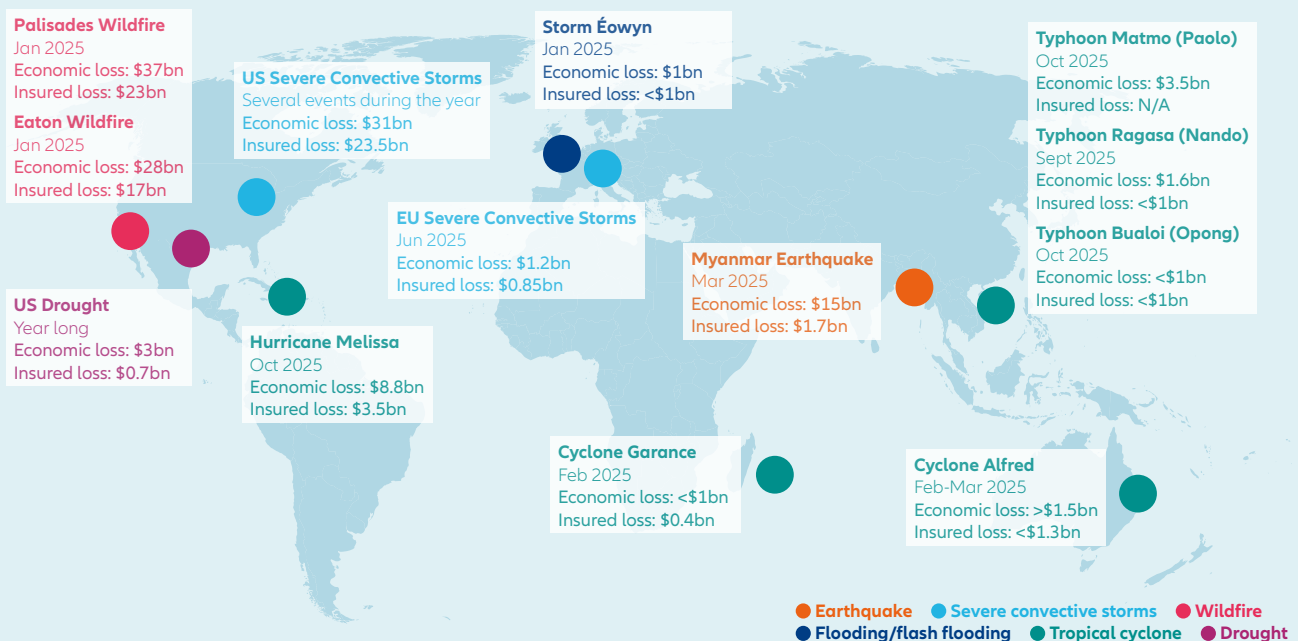 Palisades Wildfire
Jan 2025
Economic loss: $37bn
Insured loss: $23bn
Eaton Wildfire
Jan 2025
Economic loss: $28bn
Insured loss: $17bn
US Severe Convective Storms
Several events during the year
Economic loss: $31bn
Insured loss: $23.5bn
Storm Éowyn
Jan 2025
Economic loss: $1bn
Insured loss: <$1bn
Typhoon Matmo (Paolo)
Oct 2025
Economic loss: $3.5bn
Insured loss: N/A
Typhoon Ragasa (Nando)
Sept 2025
Economic loss: $1.6bn
Insured loss: <$1bn
Typhoon Bualoi (Opong)
Oct 2025
Economic loss: <$1bn
Insured loss: <$1bn
EU Severe Convective Storms
Jun 2025
Economic loss: $1.2bn
Insured loss: $0.85bn
Myanmar Earthquake
Mar 2025
Economic loss: $15bn
Insured loss: $1.7bn
US Drought
Year long
Economic loss: $3bn
Insured loss: $0.7bn
Hurricane Melissa
Oct 2025
Economic loss: $8.8bn
Insured loss: $3.5bn
Cyclone Garance
Feb 2025
Economic loss: <$1bn
Insured loss: $0.4bn
Cyclone Alfred
Feb-Mar 2025
Economic loss: >$1.5bn
Insured loss: <$1.3bn
Earthquake Severe convective storms Wildfire
Flooding/flash flooding Tropical cyclone Drought